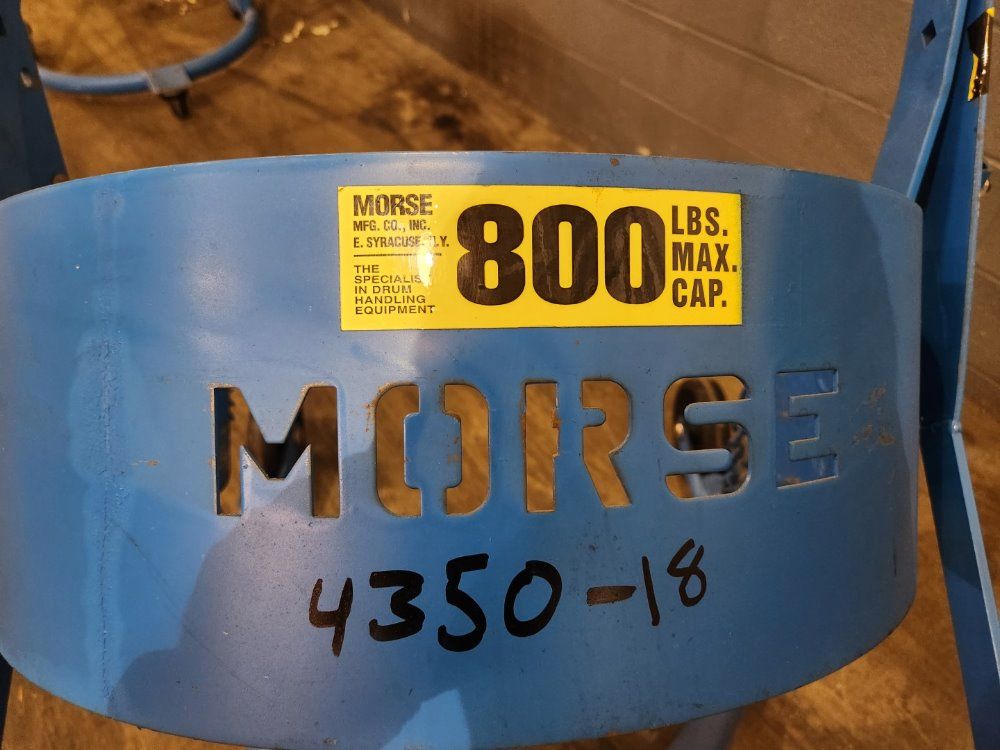 MORSE
MFG. CO., INC.
E. SYRACUSE, N.Y.
THE
SPECIALIST
IN DRUM
HANDLING
EQUIPMENT
800
LBS.
MAX.
CAP.
MORSE
4350-18